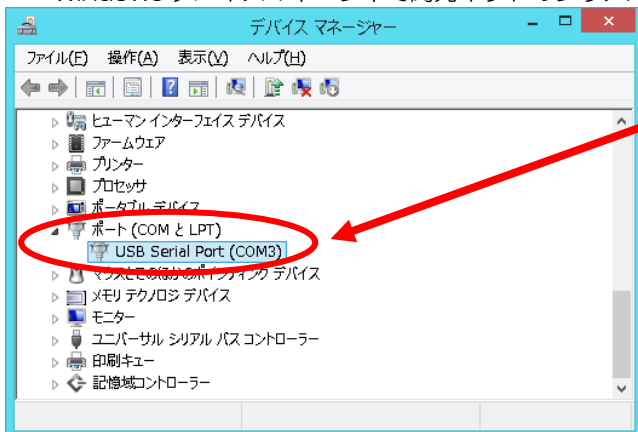 デバイス マネージャー
ファイル(F) 操作(A) 表示(V) ヘルプ(H)
ヒューマン インターフェイス デバイス
ファームウェア
プリンター
プロセッサ
ポータブル デバイス
ポート (COM と LPT)
USB Serial Port (COM3)
マウスとそのほかのポインティング デバイス
メモリ テクノロジ デバイス
モニター
ユニバーサル シリアル バス コントローラー
印刷キュー
記憶域コントローラー